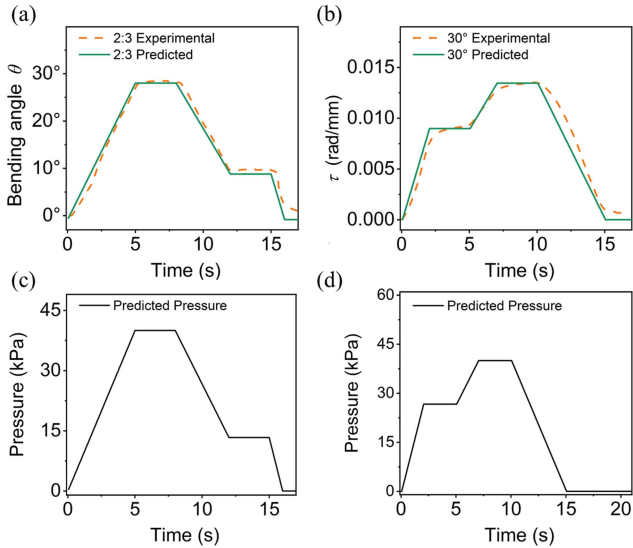 (a)
2:3 Experimental
2:3 Predicted
Bending angle θ
30°
20°
10°
0°
0 5 10 15
Time (s)
(b)
30° Experimental
30° Predicted
τ (rad/mm)
0.015
0.010
0.005
0.000
0 5 10 15
Time (s)
(c)
Predicted Pressure
Pressure (kPa)
45
30
15
0
0 5 10 15
Time (s)
(d)
Predicted Pressure
Pressure (kPa)
60
45
30
15
0
0 5 10 15 20
Time (s)